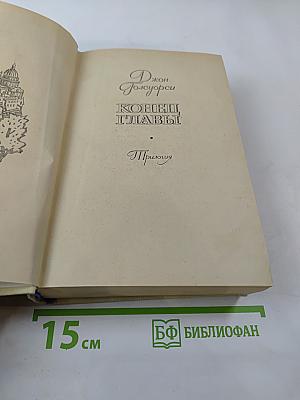 Джон
Голсуорси
КОНЕЦ
ГЛАВЫ
Трилогия
15 см
БФ БИБЛИОФАН